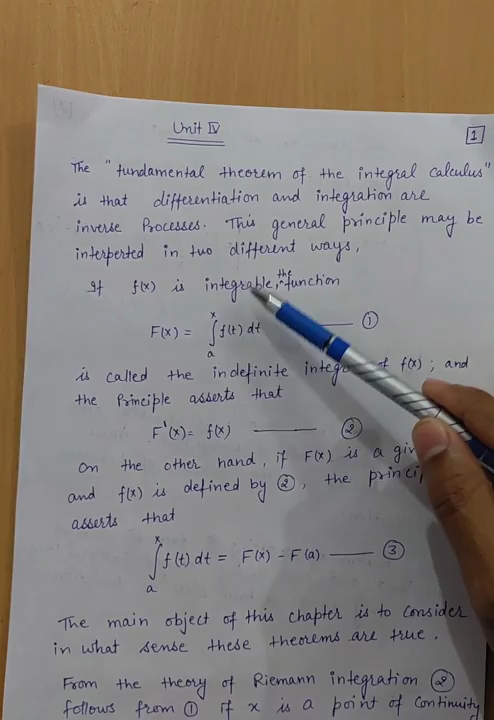 Unit IV
1
The "fundamental theorem of the integral calculus"
is that differentiation and integration are
inverse Processes. This general principle may be
interperted in two different ways,
If f(x) is integrable, the function
F(x) = ∫ₐˣ f(t) dt ——— ①
is called the indefinite integ of f(x) ; and
the Principle asserts that
F'(x) = f(x) ——— ②
On the other hand, if F(x) is a gi
and f(x) is defined by ②, the princi
asserts that
∫ₐˣ f(t) dt = F(x) - F(a) ——— ③
The main object of this chapter is to consider
in what sense these theorems are true.
From the theory of Riemann integration ②
follows from ① if x is a point of continuity